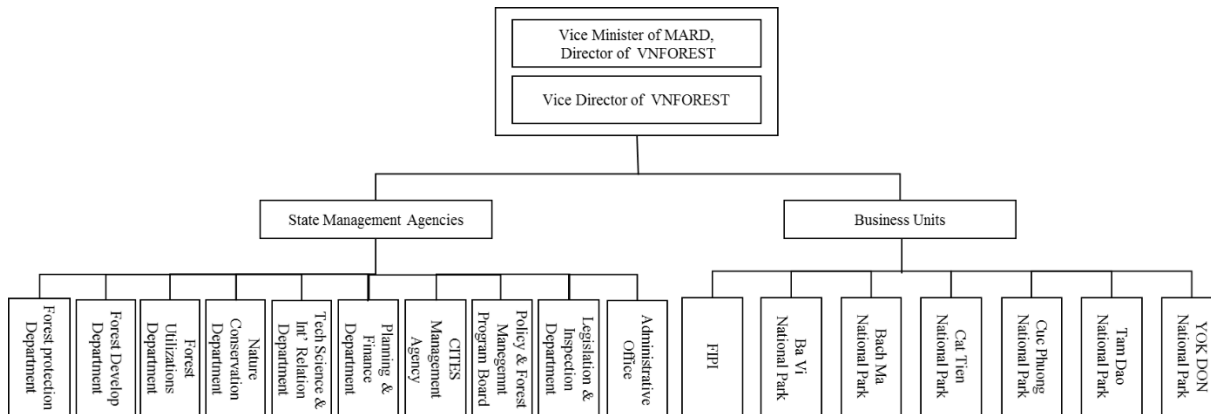 Vice Minister of MARD,
Director of VNFOREST
Vice Director of VNFOREST
State Management Agencies
Business Units
Forest protection
Department
Forest Develop
Department
Forest
Utilizations
Department
Nature
Conservation
Department
Tech Science &
Int' Relation
Department
Planning &
Finance
Department
CITES
Management
Agency
Policy & Forest
Manegemnt
Program Board
Legislation &
Inspection
Department
Administrative
Office
FIPI
Ba Vi
National Park
Bach Ma
National Park
Cat Tien
National Park
Cuc Phuong
National Park
Tam Dao
National Park
YOK DON
National Park